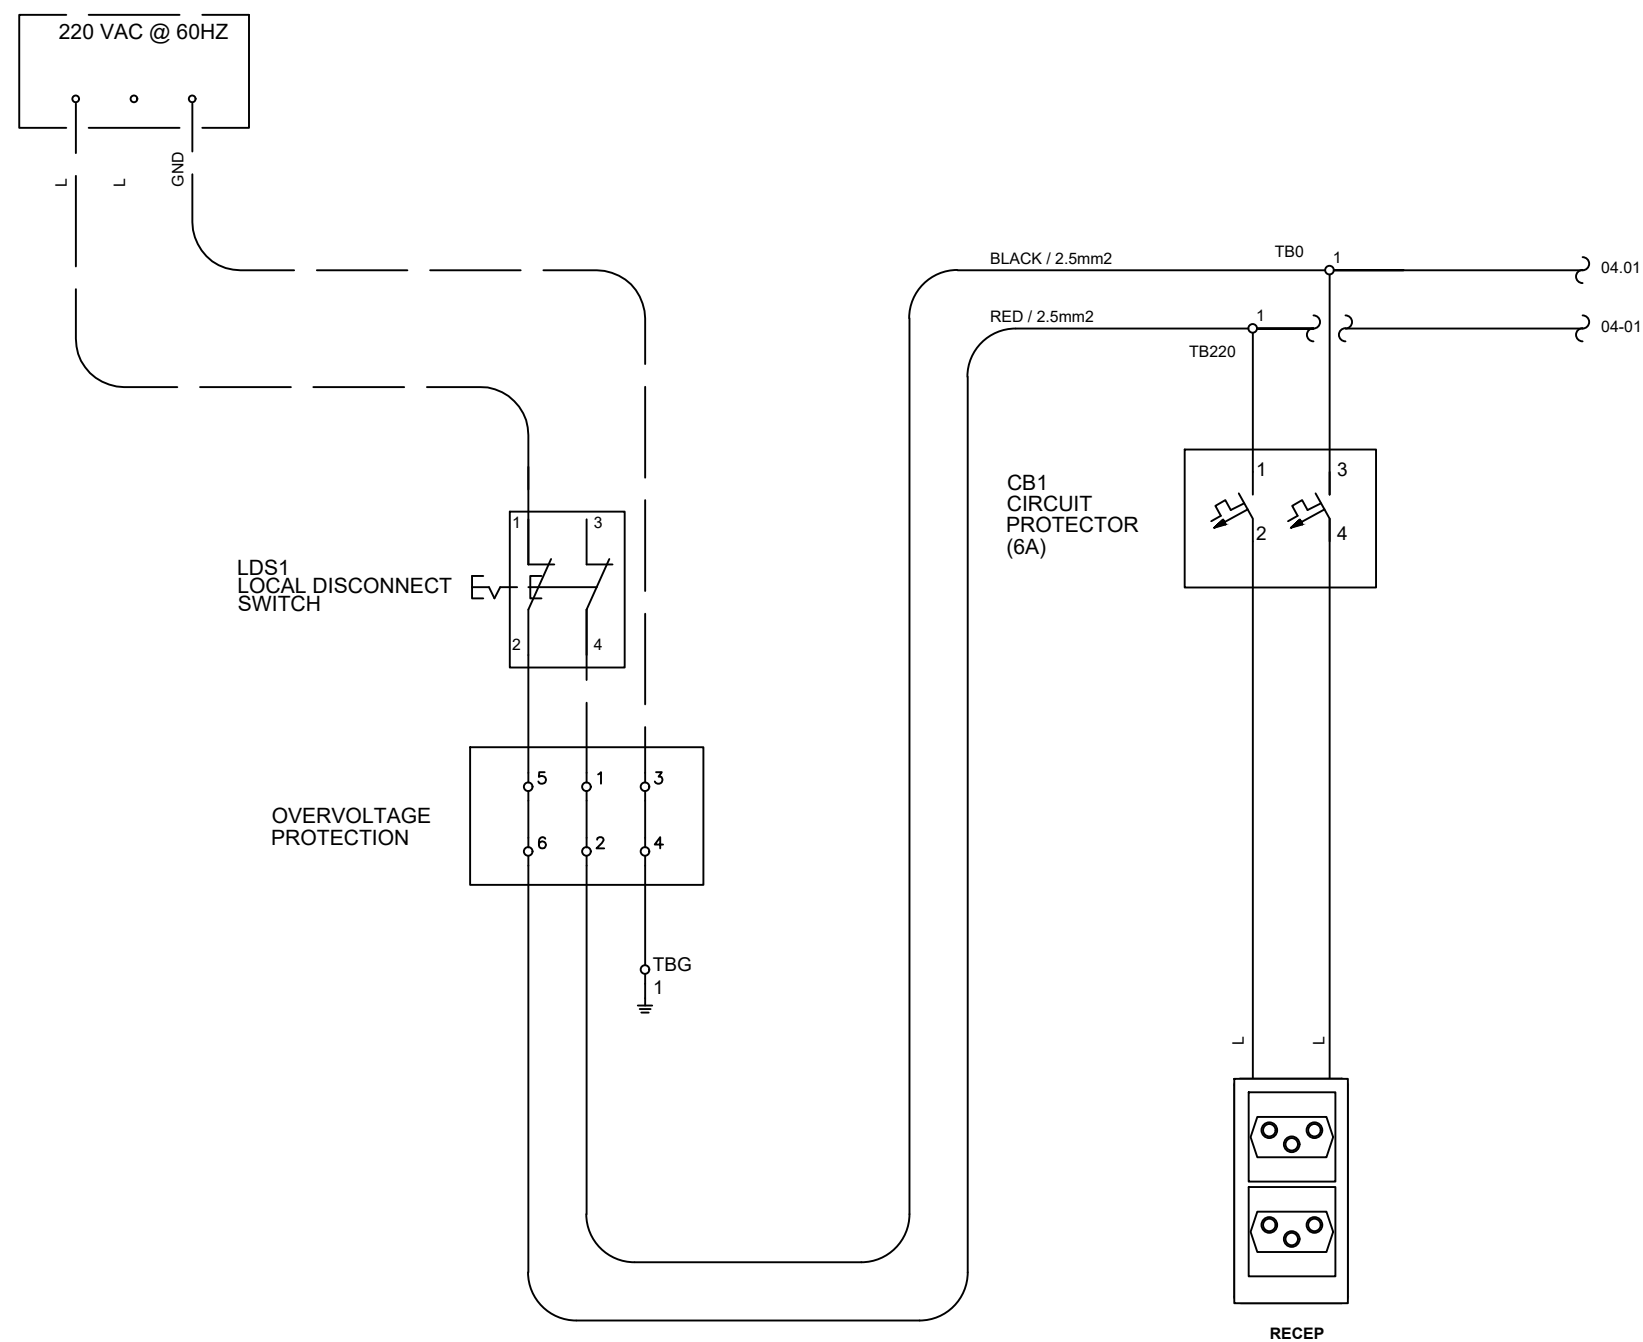 220 VAC @ 60HZ
L
L
GND
BLACK / 2.5mm2
TB0
1
04.01
RED / 2.5mm2
1
04-01
TB220
CB1
CIRCUIT
PROTECTOR
(6A)
1
3
2
4
LDS1
LOCAL DISCONNECT
SWITCH
1
3
2
4
OVERVOLTAGE
PROTECTION
5
1
3
6
2
4
TBG
1
L
L
RECEP